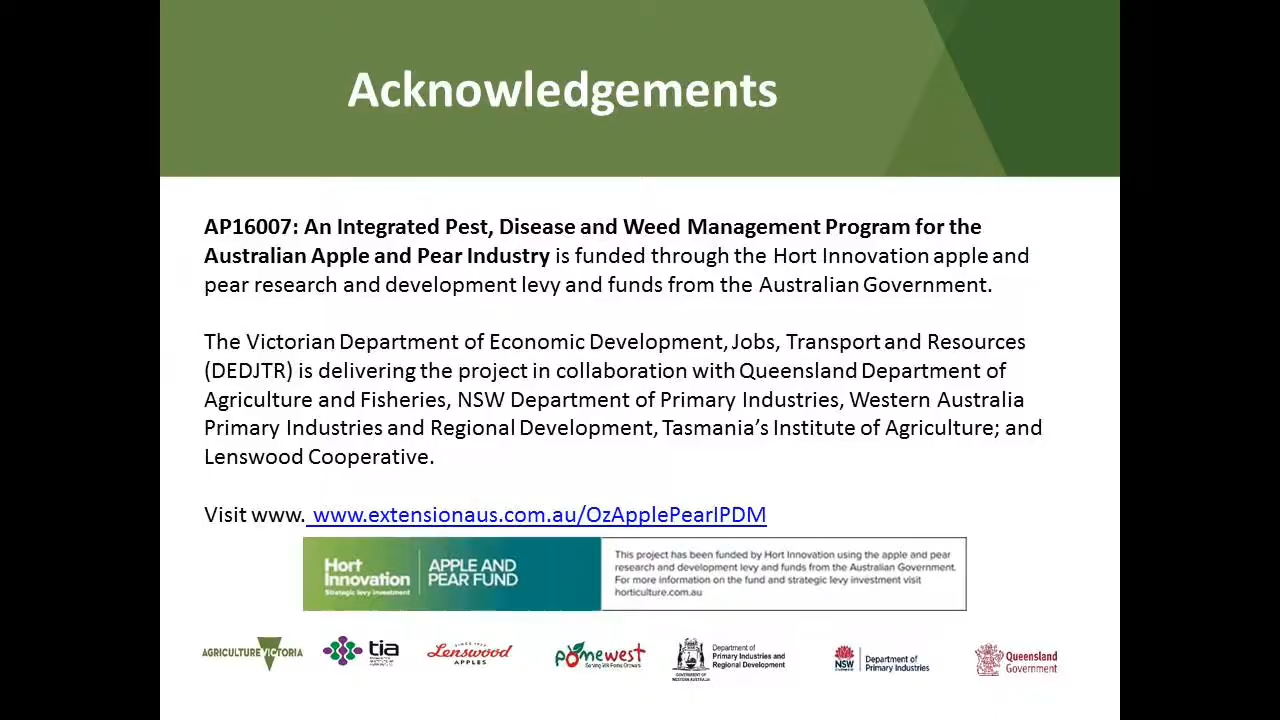 Acknowledgements
AP16007: An Integrated Pest, Disease and Weed Management Program for the
Australian Apple and Pear Industry is funded through the Hort Innovation apple and
pear research and development levy and funds from the Australian Government.
The Victorian Department of Economic Development, Jobs, Transport and Resources
(DEDJTR) is delivering the project in collaboration with Queensland Department of
Agriculture and Fisheries, NSW Department of Primary Industries, Western Australia
Primary Industries and Regional Development, Tasmania's Institute of Agriculture; and
Lenswood Cooperative.
Visit www. www.extensionaus.com.au/OzApplePearIPDM
Hort
Innovation
Strategic levy investment
APPLE AND
PEAR FUND
This project has been funded by Hort Innovation using the apple and pear
research and development levy and funds from the Australian Government.
For more information on the fund and strategic levy investment visit
horticulture.com.au
AGRICULTURE VICTORIA
tia
Lenswood
APPLES
pomewest
Serving WA Pome Growers
GOVERNMENT OF
WESTERN AUSTRALIA
Department of
Primary Industries and
Regional Development
NSW
Department of
Primary Industries
Queensland
Government